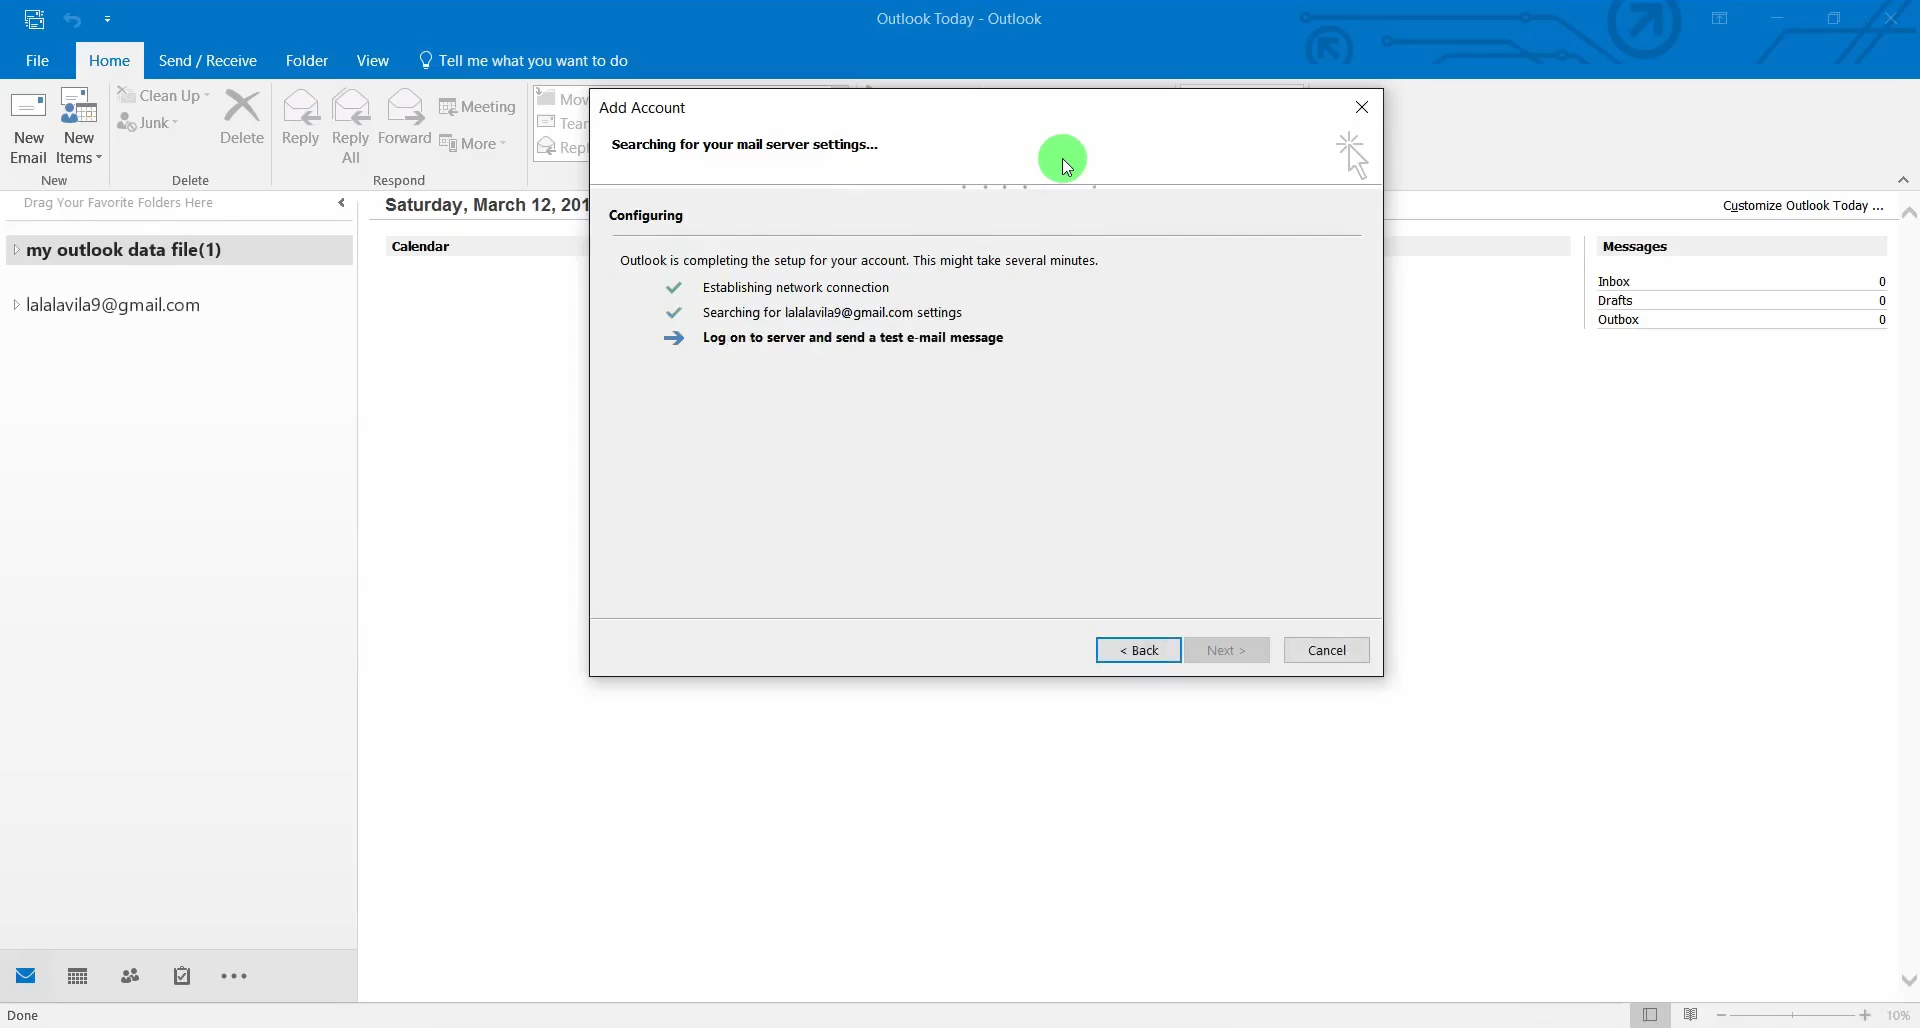 Outlook Today - Outlook
File Home Send / Receive Folder View Tell me what you want to do
New Email
New Items
New
Clean Up
Junk
Delete
Delete
Reply
Reply All
Forward
Meeting
More
Respond
Add Account
Searching for your mail server settings...
Configuring
Outlook is completing the setup for your account. This might take several minutes.
Establishing network connection
Searching for lalalavila9@gmail.com settings
Log on to server and send a test e-mail message
< Back Next > Cancel
Drag Your Favorite Folders Here
my outlook data file(1)
lalalavila9@gmail.com
Saturday, March 12, 201
Customize Outlook Today ...
Calendar
Messages
Inbox 0
Drafts 0
Outbox 0
Done
10%